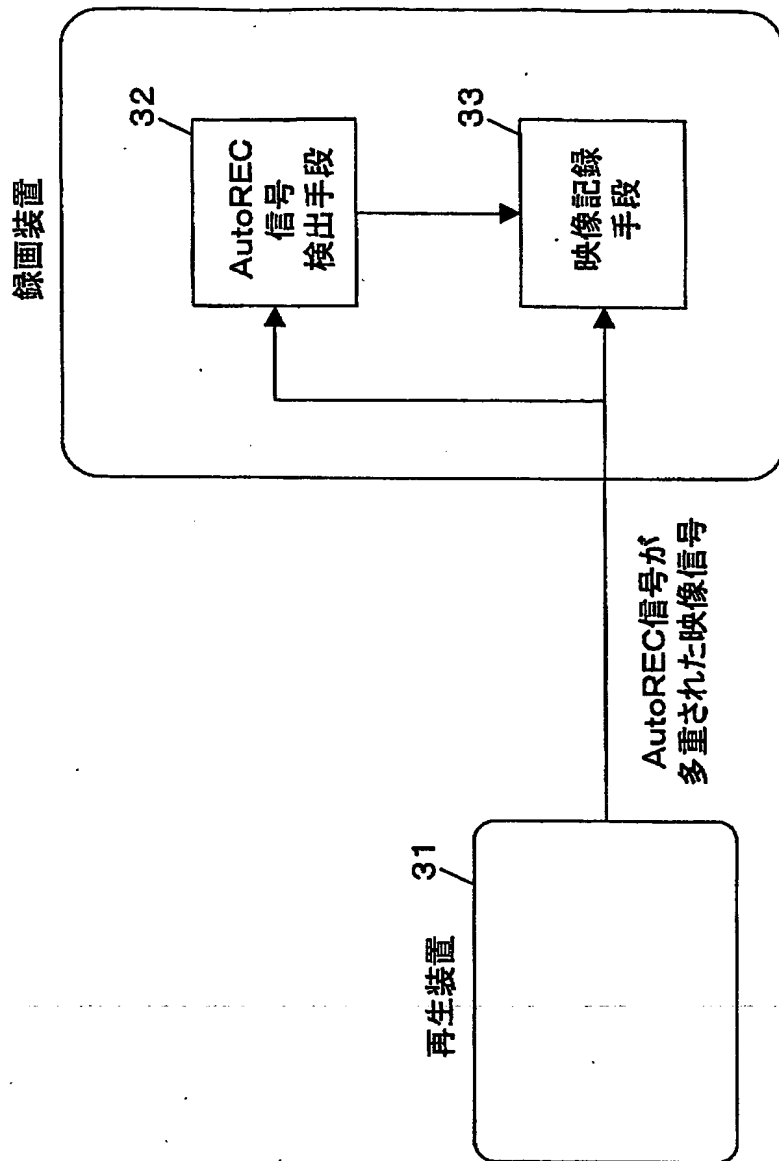 録画装置
32
AutoREC
信号
検出手段
33
映像記録
手段
AutoREC信号が
多重された映像信号
再生装置
31